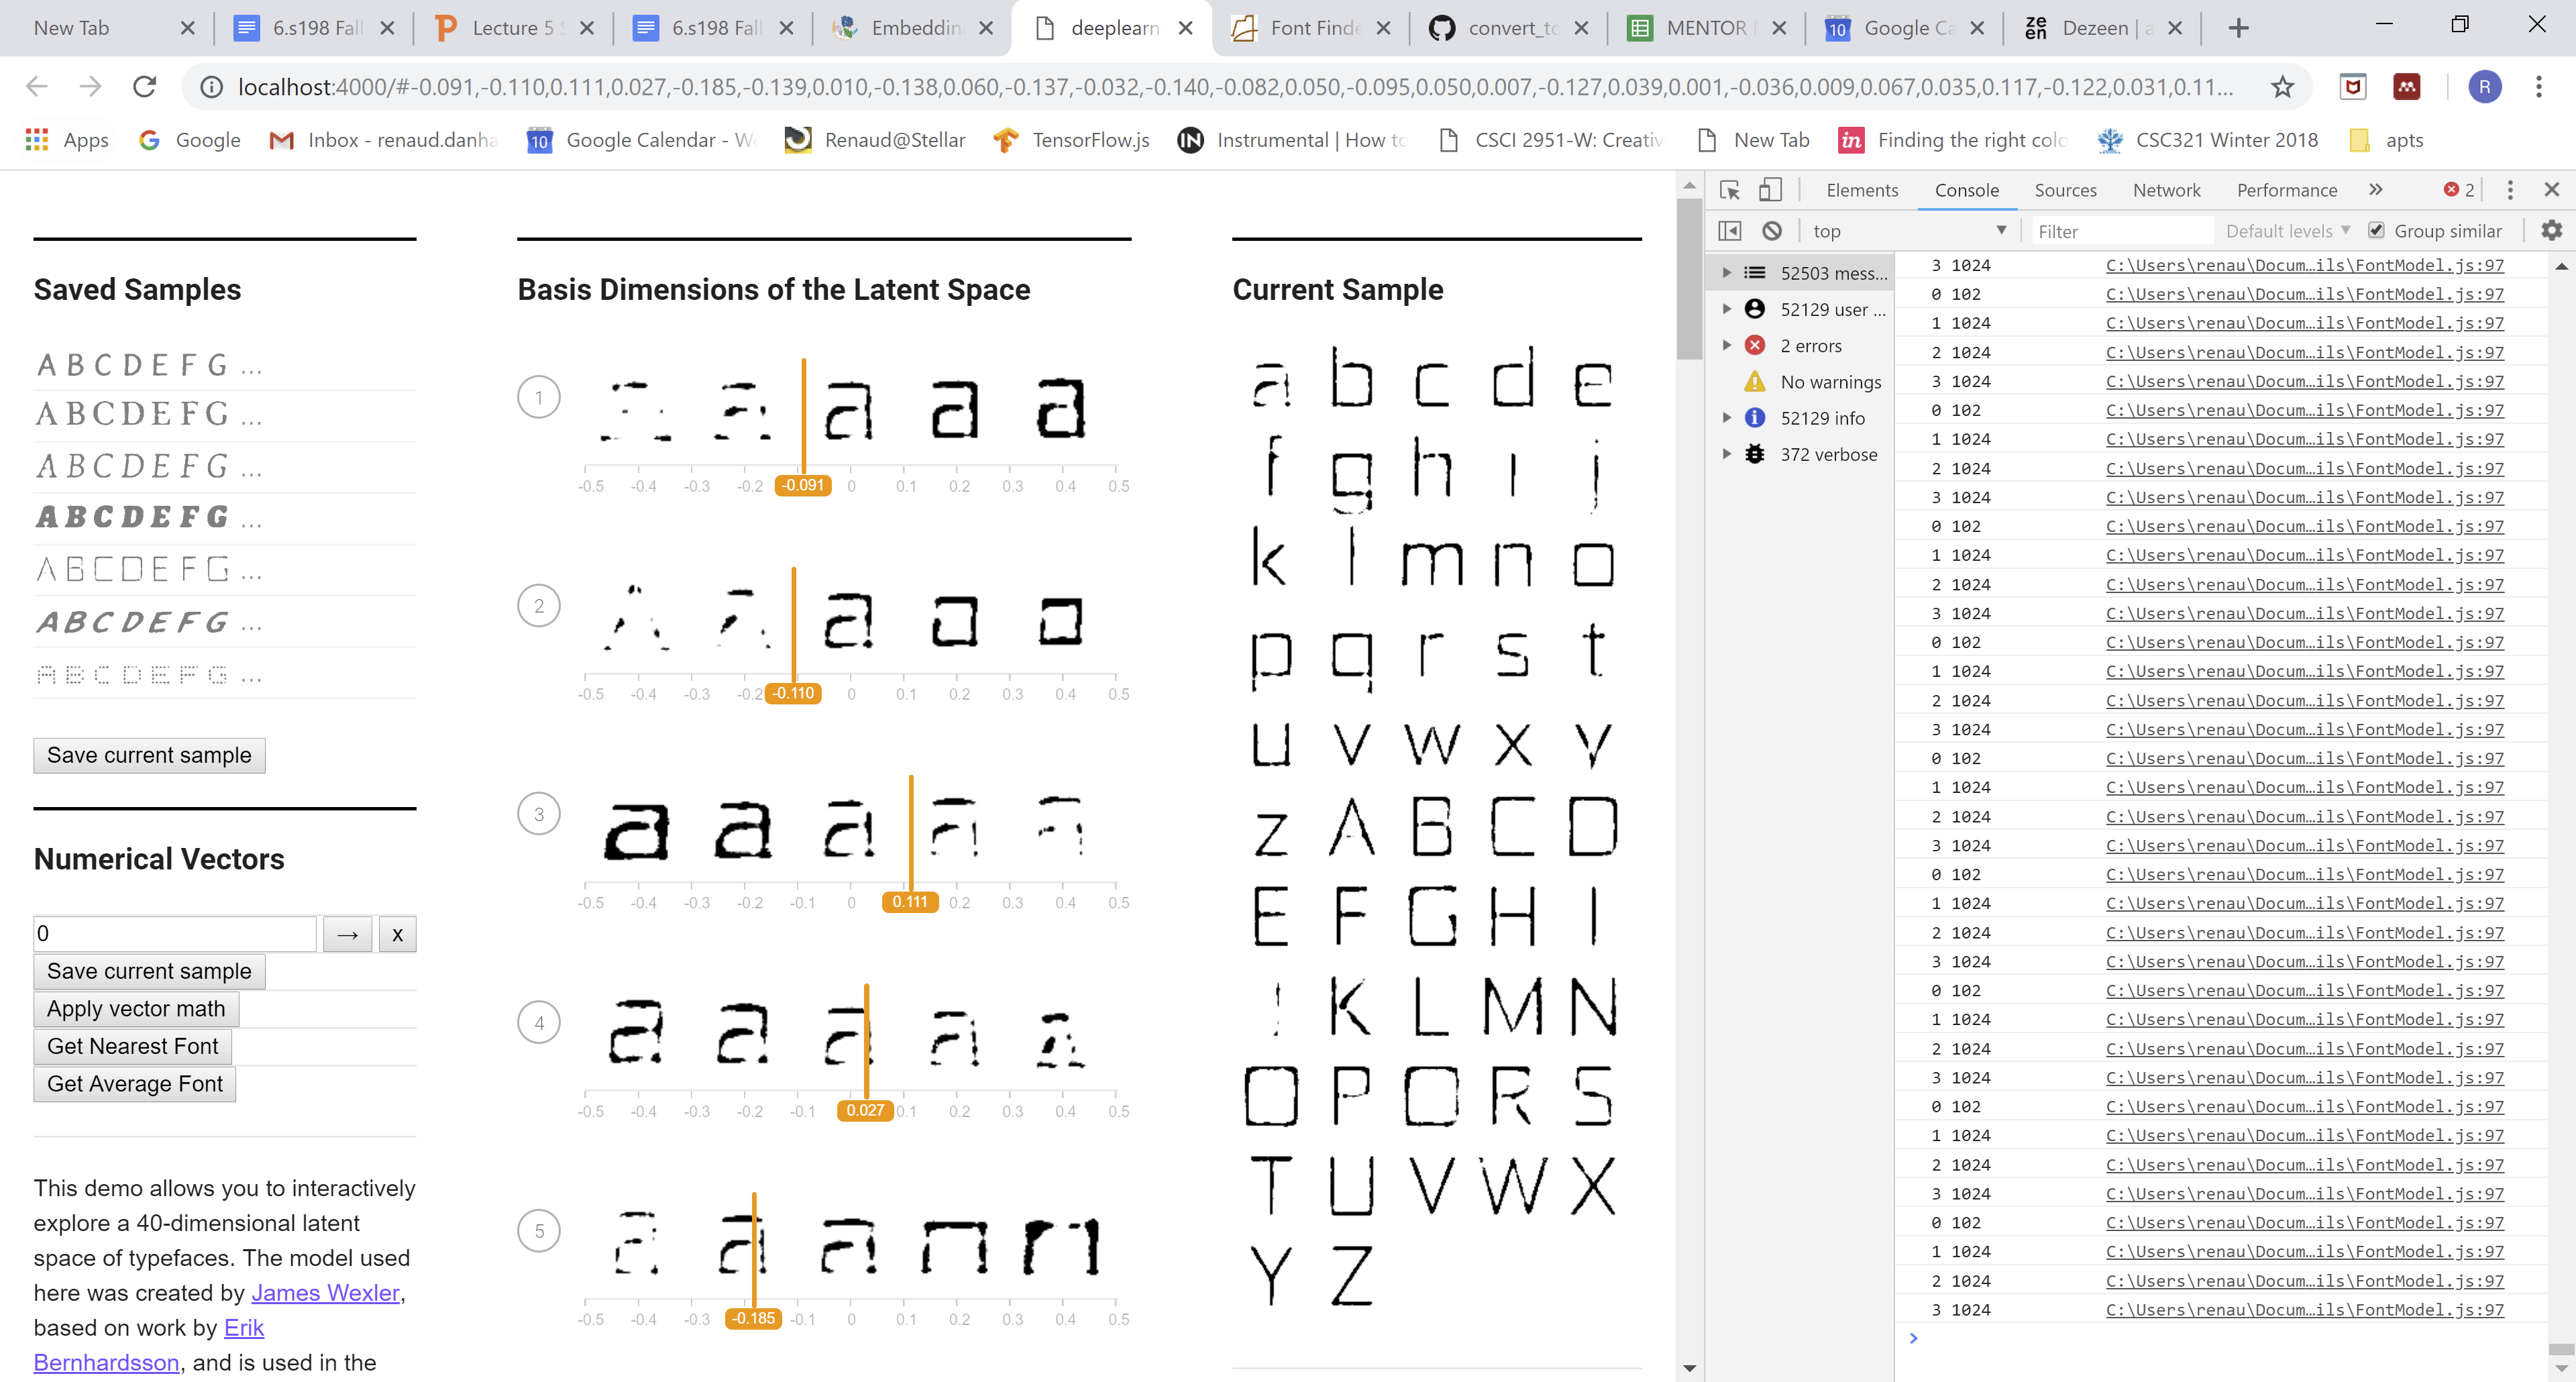 New Tab
6.s198 Fall
Lecture 5 S
6.s198 Fall
Embeddin
deeplearn
Font Finde
convert_to
MENTOR
Google Ca
Dezeen | a
localhost:4000/#-0.091,-0.110,0.111,0.027,-0.185,-0.139,0.010,-0.138,0.060,-0.137,-0.032,-0.140,-0.082,0.050,-0.095,0.050,0.007,-0.127,0.039,0.001,-0.036,0.009,0.067,0.035,0.117,-0.122,0.031,0.11...
R
Apps
Google
Inbox - renaud.danha
Google Calendar - We
Renaud@Stellar
TensorFlow.js
Instrumental | How to
CSCI 2951-W: Creativ
New Tab
Finding the right colo
CSC321 Winter 2018
apts
Saved Samples
A B C D E F G ...
A B C D E F G ...
A B C D E F G ...
A B C D E F G ...
A B C D E F G ...
A B C D E F G ...
A B C D E F G ...
Save current sample
Numerical Vectors
0 → x
Save current sample
Apply vector math
Get Nearest Font
Get Average Font
This demo allows you to interactively
explore a 40-dimensional latent
space of typefaces. The model used
here was created by James Wexler,
based on work by Erik
Bernhardsson, and is used in the
Basis Dimensions of the Latent Space
1
a a a a a
-0.5 -0.4 -0.3 -0.2 -0.091 0 0.1 0.2 0.3 0.4 0.5
2
a a o o
-0.5 -0.4 -0.3 -0.2 -0.110 0 0.1 0.2 0.3 0.4 0.5
3
a a a a a
-0.5 -0.4 -0.3 -0.2 -0.1 0 0.111 0.2 0.3 0.4 0.5
4
a a a a a
-0.5 -0.4 -0.3 -0.2 -0.1 0.027 0.1 0.2 0.3 0.4 0.5
5
a a a n n
-0.5 -0.4 -0.3 -0.185 -0.1 0 0.1 0.2 0.3 0.4 0.5
Current Sample
a b c d e
f g h i j
k l m n o
p q r s t
u v w x y
z A B C D
E F G H I
J K L M N
O P Q R S
T U V W X
Y Z
Elements Console Sources Network Performance » 2
top Filter Default levels Group similar
52503 mess...
52129 user ...
2 errors
No warnings
52129 info
372 verbose
3 1024 C:\Users\renau\Docum…ils\FontModel.js:97
0 102 C:\Users\renau\Docum…ils\FontModel.js:97
1 1024 C:\Users\renau\Docum…ils\FontModel.js:97
2 1024 C:\Users\renau\Docum…ils\FontModel.js:97
3 1024 C:\Users\renau\Docum…ils\FontModel.js:97
0 102 C:\Users\renau\Docum…ils\FontModel.js:97
1 1024 C:\Users\renau\Docum…ils\FontModel.js:97
2 1024 C:\Users\renau\Docum…ils\FontModel.js:97
3 1024 C:\Users\renau\Docum…ils\FontModel.js:97
0 102 C:\Users\renau\Docum…ils\FontModel.js:97
1 1024 C:\Users\renau\Docum…ils\FontModel.js:97
2 1024 C:\Users\renau\Docum…ils\FontModel.js:97
3 1024 C:\Users\renau\Docum…ils\FontModel.js:97
0 102 C:\Users\renau\Docum…ils\FontModel.js:97
1 1024 C:\Users\renau\Docum…ils\FontModel.js:97
2 1024 C:\Users\renau\Docum…ils\FontModel.js:97
3 1024 C:\Users\renau\Docum…ils\FontModel.js:97
0 102 C:\Users\renau\Docum…ils\FontModel.js:97
1 1024 C:\Users\renau\Docum…ils\FontModel.js:97
2 1024 C:\Users\renau\Docum…ils\FontModel.js:97
3 1024 C:\Users\renau\Docum…ils\FontModel.js:97
0 102 C:\Users\renau\Docum…ils\FontModel.js:97
1 1024 C:\Users\renau\Docum…ils\FontModel.js:97
2 1024 C:\Users\renau\Docum…ils\FontModel.js:97
3 1024 C:\Users\renau\Docum…ils\FontModel.js:97
0 102 C:\Users\renau\Docum…ils\FontModel.js:97
1 1024 C:\Users\renau\Docum…ils\FontModel.js:97
2 1024 C:\Users\renau\Docum…ils\FontModel.js:97
3 1024 C:\Users\renau\Docum…ils\FontModel.js:97
0 102 C:\Users\renau\Docum…ils\FontModel.js:97
1 1024 C:\Users\renau\Docum…ils\FontModel.js:97
2 1024 C:\Users\renau\Docum…ils\FontModel.js:97
3 1024 C:\Users\renau\Docum…ils\FontModel.js:97
0 102 C:\Users\renau\Docum…ils\FontModel.js:97
1 1024 C:\Users\renau\Docum…ils\FontModel.js:97
2 1024 C:\Users\renau\Docum…ils\FontModel.js:97
3 1024 C:\Users\renau\Docum…ils\FontModel.js:97